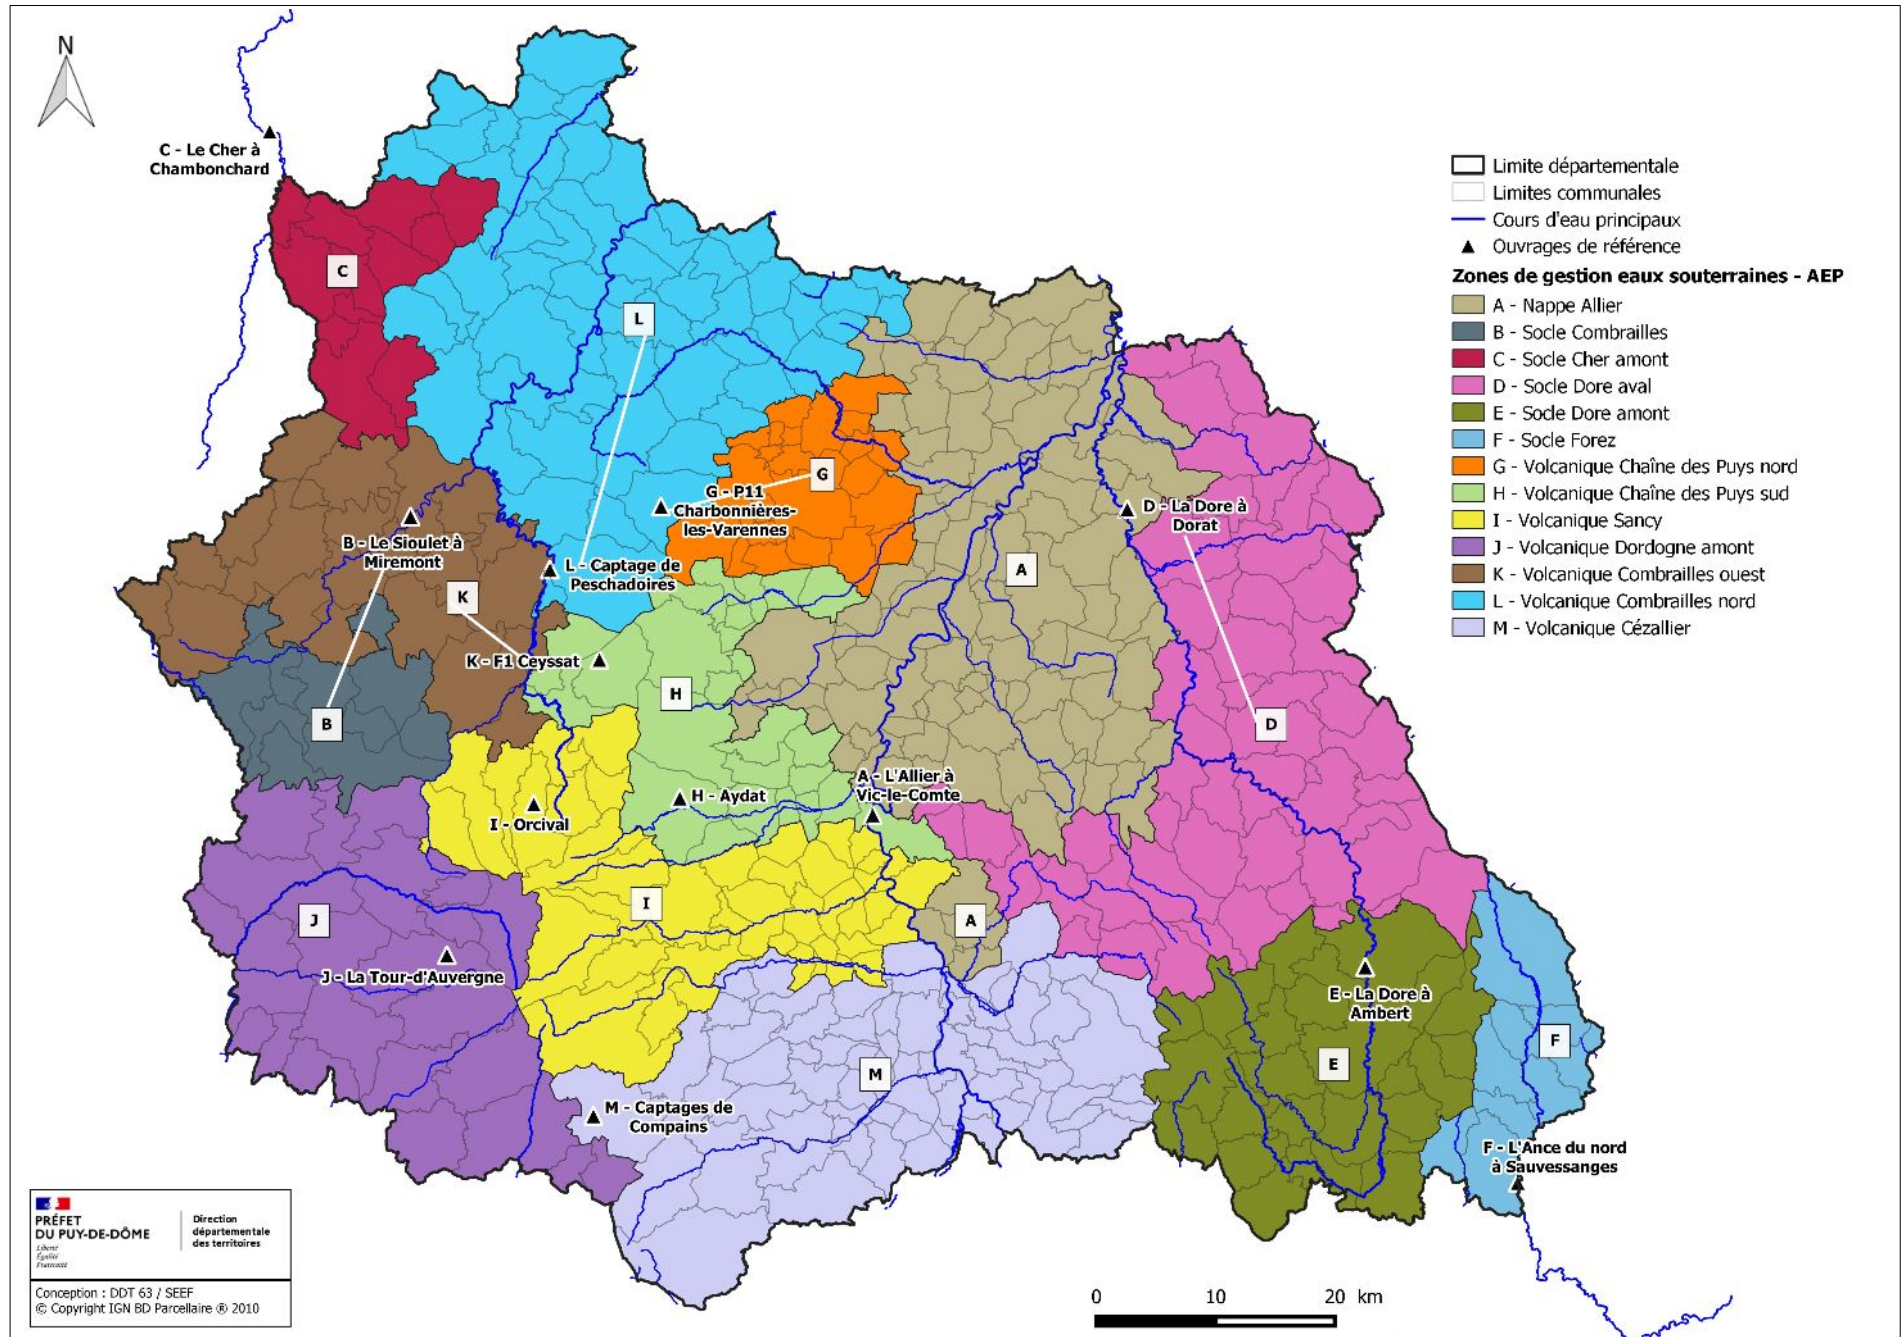 N
C - Le Cher à
Chambonchard
Limite départementale
Limites communales
Cours d'eau principaux
Ouvrages de référence
Zones de gestion eaux souterraines - AEP
A - Nappe Allier
B - Socle Combrailles
C - Socle Cher amont
D - Socle Dore aval
E - Socle Dore amont
F - Socle Forez
G - Volcanique Chaîne des Puys nord
H - Volcanique Chaîne des Puys sud
I - Volcanique Sancy
J - Volcanique Dordogne amont
K - Volcanique Combrailles ouest
L - Volcanique Combrailles nord
M - Volcanique Cézallier
C
L
G
G - P11
Charbonnières-
les-Varennes
D - La Dore à
Dorat
B - Le Sioulet à
Miremont
L - Captage de
Peschadoires
A
K
K - F1 Ceyssat
H
B
D
A - L'Allier à
Vic-le-Comte
H - Aydat
I - Orcival
I
J
A
J - La Tour-d'Auvergne
E - La Dore à
Ambert
F
E
M
M - Captages de
Compains
F - L'Ance du nord
à Sauvessanges
PRÉFET
DU PUY-DE-DÔME
Liberté
Égalité
Fraternité
Direction
départementale
des territoires
Conception : DDT 63 / SEEF
© Copyright IGN BD Parcellaire ® 2010
0 10 20 km